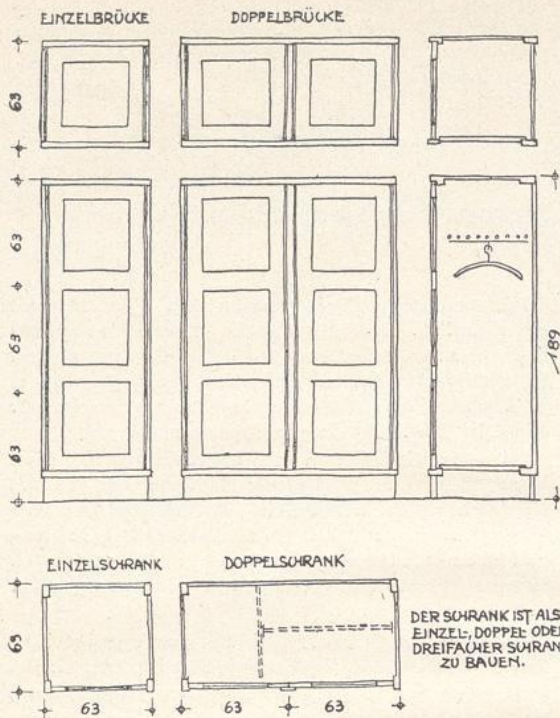 EINZELBRÜCKE
DOPPELBRÜCKE
63
63
63
63
189
EINZELSCHRANK
DOPPELSCHRANK
63
DER SCHRANK IST ALS
EINZEL-, DOPPEL- ODER
DREIFACHER SCHRANK
ZU BAUEN.
63
63
63